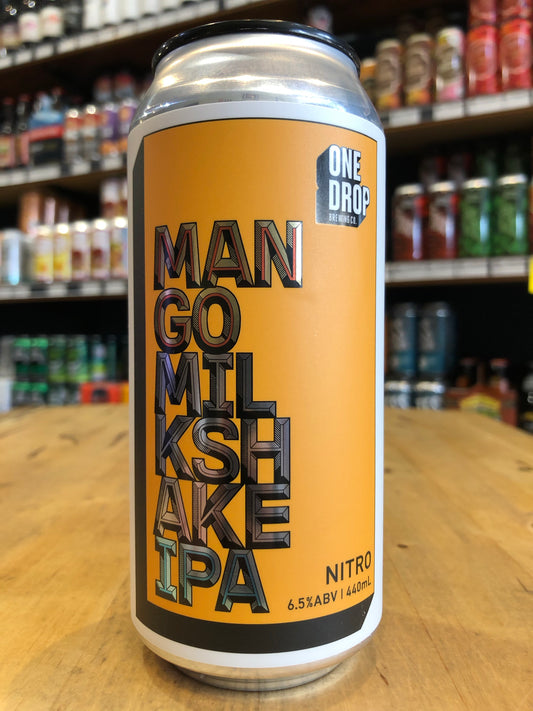 ONE
DROP
BREWING CO.
MAN
GO
MIL
KSH
AKE
IPA
NITRO
6.5%ABV | 440mL